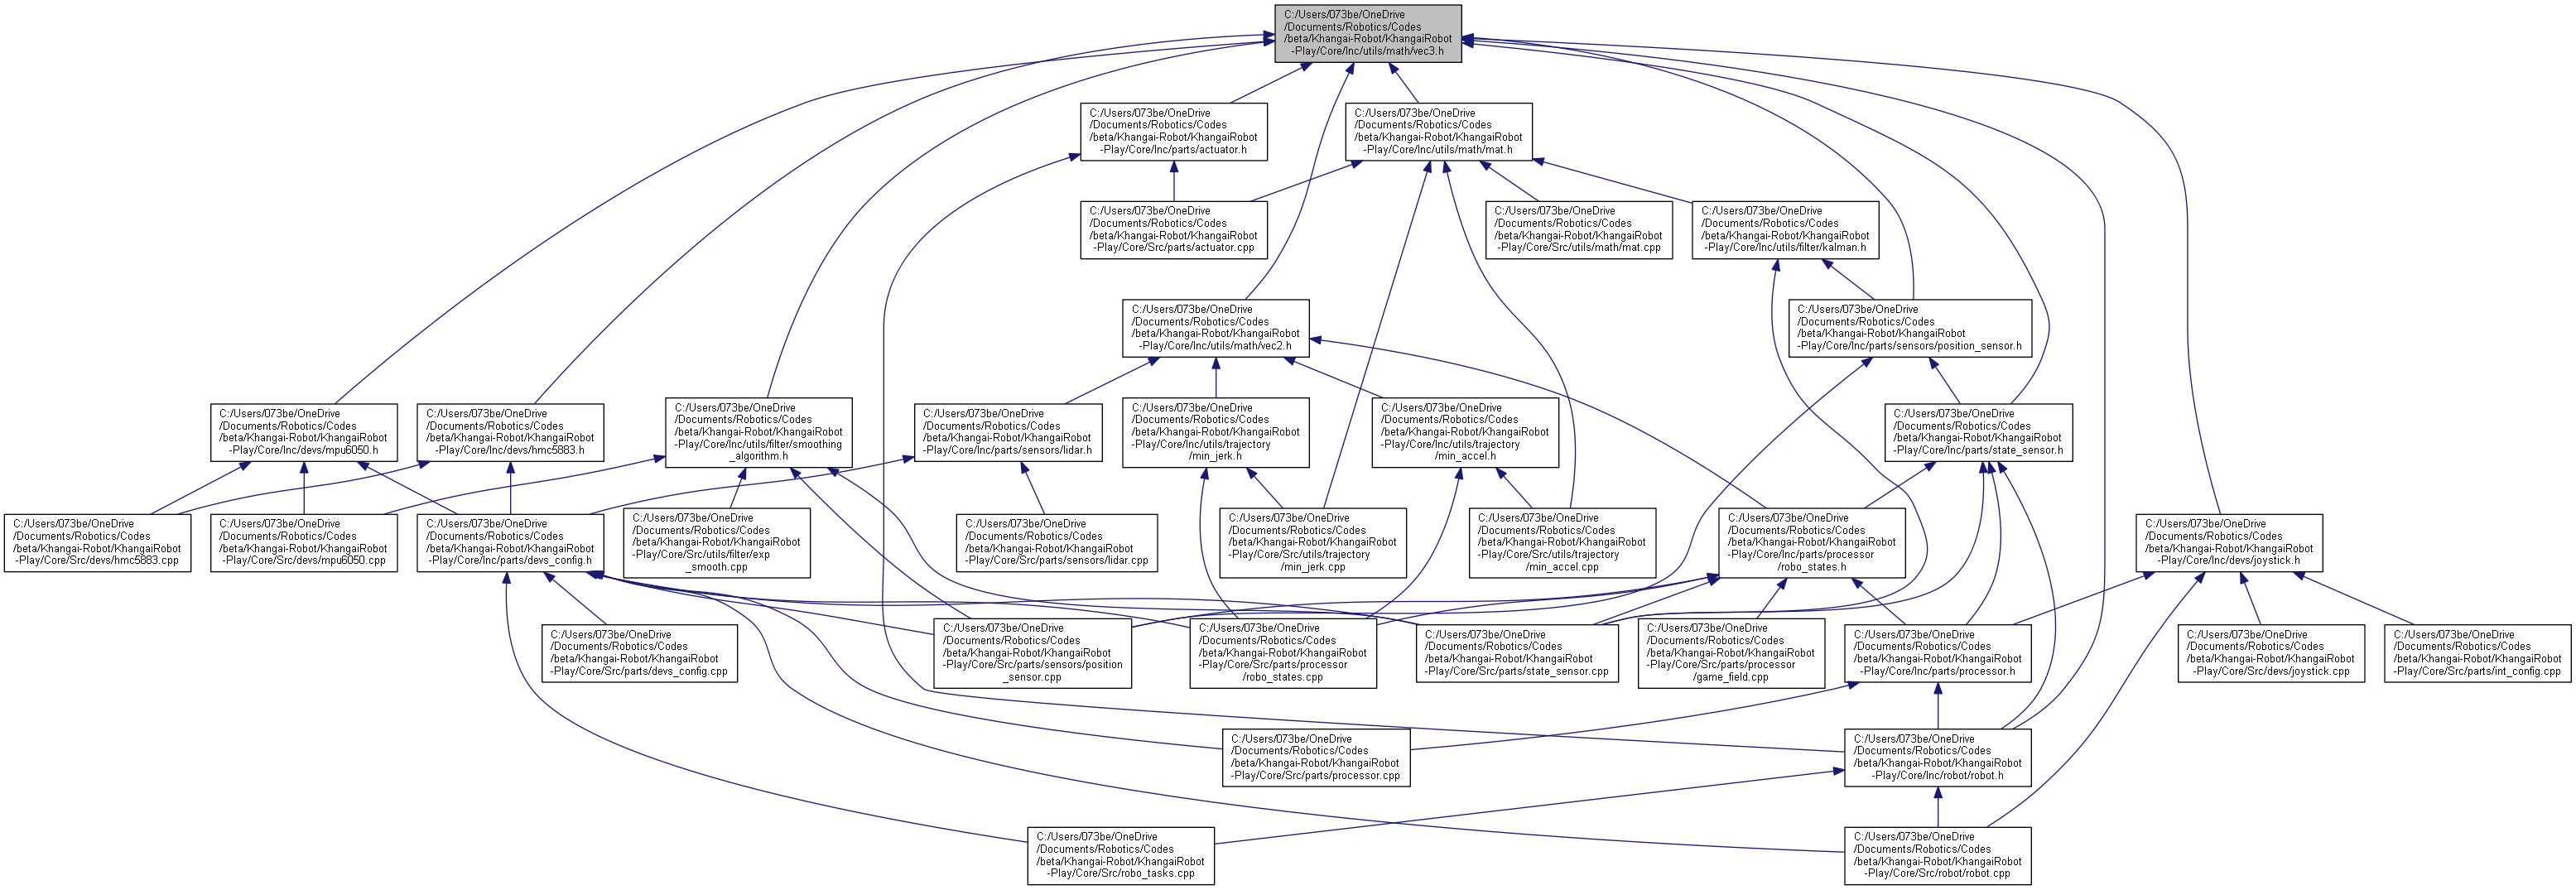 C:/Users/073be/OneDrive
/Documents/Robotics/Codes
/beta/Khangai-Robot/KhangaiRobot
-Play/Core/Inc/utils/math/vec3.h
C:/Users/073be/OneDrive
/Documents/Robotics/Codes
/beta/Khangai-Robot/KhangaiRobot
-Play/Core/Inc/parts/actuator.h
C:/Users/073be/OneDrive
/Documents/Robotics/Codes
/beta/Khangai-Robot/KhangaiRobot
-Play/Core/Inc/utils/math/mat.h
C:/Users/073be/OneDrive
/Documents/Robotics/Codes
/beta/Khangai-Robot/KhangaiRobot
-Play/Core/Src/parts/actuator.cpp
C:/Users/073be/OneDrive
/Documents/Robotics/Codes
/beta/Khangai-Robot/KhangaiRobot
-Play/Core/Src/utils/math/mat.cpp
C:/Users/073be/OneDrive
/Documents/Robotics/Codes
/beta/Khangai-Robot/KhangaiRobot
-Play/Core/Inc/utils/filter/kalman.h
C:/Users/073be/OneDrive
/Documents/Robotics/Codes
/beta/Khangai-Robot/KhangaiRobot
-Play/Core/Inc/utils/math/vec2.h
C:/Users/073be/OneDrive
/Documents/Robotics/Codes
/beta/Khangai-Robot/KhangaiRobot
-Play/Core/Inc/parts/sensors/position_sensor.h
C:/Users/073be/OneDrive
/Documents/Robotics/Codes
/beta/Khangai-Robot/KhangaiRobot
-Play/Core/Inc/devs/mpu6050.h
C:/Users/073be/OneDrive
/Documents/Robotics/Codes
/beta/Khangai-Robot/KhangaiRobot
-Play/Core/Inc/devs/hmc5883.h
C:/Users/073be/OneDrive
/Documents/Robotics/Codes
/beta/Khangai-Robot/KhangaiRobot
-Play/Core/Inc/utils/filter/smoothing
_algorithm.h
C:/Users/073be/OneDrive
/Documents/Robotics/Codes
/beta/Khangai-Robot/KhangaiRobot
-Play/Core/Inc/parts/sensors/lidar.h
C:/Users/073be/OneDrive
/Documents/Robotics/Codes
/beta/Khangai-Robot/KhangaiRobot
-Play/Core/Inc/utils/trajectory
/min_jerk.h
C:/Users/073be/OneDrive
/Documents/Robotics/Codes
/beta/Khangai-Robot/KhangaiRobot
-Play/Core/Inc/utils/trajectory
/min_accel.h
C:/Users/073be/OneDrive
/Documents/Robotics/Codes
/beta/Khangai-Robot/KhangaiRobot
-Play/Core/Inc/parts/state_sensor.h
C:/Users/073be/OneDrive
/Documents/Robotics/Codes
/beta/Khangai-Robot/KhangaiRobot
-Play/Core/Src/devs/hmc5883.cpp
C:/Users/073be/OneDrive
/Documents/Robotics/Codes
/beta/Khangai-Robot/KhangaiRobot
-Play/Core/Src/devs/mpu6050.cpp
C:/Users/073be/OneDrive
/Documents/Robotics/Codes
/beta/Khangai-Robot/KhangaiRobot
-Play/Core/Inc/parts/devs_config.h
C:/Users/073be/OneDrive
/Documents/Robotics/Codes
/beta/Khangai-Robot/KhangaiRobot
-Play/Core/Src/utils/filter/exp
_smooth.cpp
C:/Users/073be/OneDrive
/Documents/Robotics/Codes
/beta/Khangai-Robot/KhangaiRobot
-Play/Core/Src/parts/sensors/lidar.cpp
C:/Users/073be/OneDrive
/Documents/Robotics/Codes
/beta/Khangai-Robot/KhangaiRobot
-Play/Core/Src/utils/trajectory
/min_jerk.cpp
C:/Users/073be/OneDrive
/Documents/Robotics/Codes
/beta/Khangai-Robot/KhangaiRobot
-Play/Core/Src/utils/trajectory
/min_accel.cpp
C:/Users/073be/OneDrive
/Documents/Robotics/Codes
/beta/Khangai-Robot/KhangaiRobot
-Play/Core/Inc/parts/processor
/robo_states.h
C:/Users/073be/OneDrive
/Documents/Robotics/Codes
/beta/Khangai-Robot/KhangaiRobot
-Play/Core/Inc/devs/joystick.h
C:/Users/073be/OneDrive
/Documents/Robotics/Codes
/beta/Khangai-Robot/KhangaiRobot
-Play/Core/Src/parts/devs_config.cpp
C:/Users/073be/OneDrive
/Documents/Robotics/Codes
/beta/Khangai-Robot/KhangaiRobot
-Play/Core/Src/parts/sensors/position
_sensor.cpp
C:/Users/073be/OneDrive
/Documents/Robotics/Codes
/beta/Khangai-Robot/KhangaiRobot
-Play/Core/Src/parts/processor
/robo_states.cpp
C:/Users/073be/OneDrive
/Documents/Robotics/Codes
/beta/Khangai-Robot/KhangaiRobot
-Play/Core/Src/parts/state_sensor.cpp
C:/Users/073be/OneDrive
/Documents/Robotics/Codes
/beta/Khangai-Robot/KhangaiRobot
-Play/Core/Src/parts/processor
/game_field.cpp
C:/Users/073be/OneDrive
/Documents/Robotics/Codes
/beta/Khangai-Robot/KhangaiRobot
-Play/Core/Inc/parts/processor.h
C:/Users/073be/OneDrive
/Documents/Robotics/Codes
/beta/Khangai-Robot/KhangaiRobot
-Play/Core/Src/devs/joystick.cpp
C:/Users/073be/OneDrive
/Documents/Robotics/Codes
/beta/Khangai-Robot/KhangaiRobot
-Play/Core/Src/parts/int_config.cpp
C:/Users/073be/OneDrive
/Documents/Robotics/Codes
/beta/Khangai-Robot/KhangaiRobot
-Play/Core/Src/parts/processor.cpp
C:/Users/073be/OneDrive
/Documents/Robotics/Codes
/beta/Khangai-Robot/KhangaiRobot
-Play/Core/Inc/robot/robot.h
C:/Users/073be/OneDrive
/Documents/Robotics/Codes
/beta/Khangai-Robot/KhangaiRobot
-Play/Core/Src/robo_tasks.cpp
C:/Users/073be/OneDrive
/Documents/Robotics/Codes
/beta/Khangai-Robot/KhangaiRobot
-Play/Core/Src/robot/robot.cpp